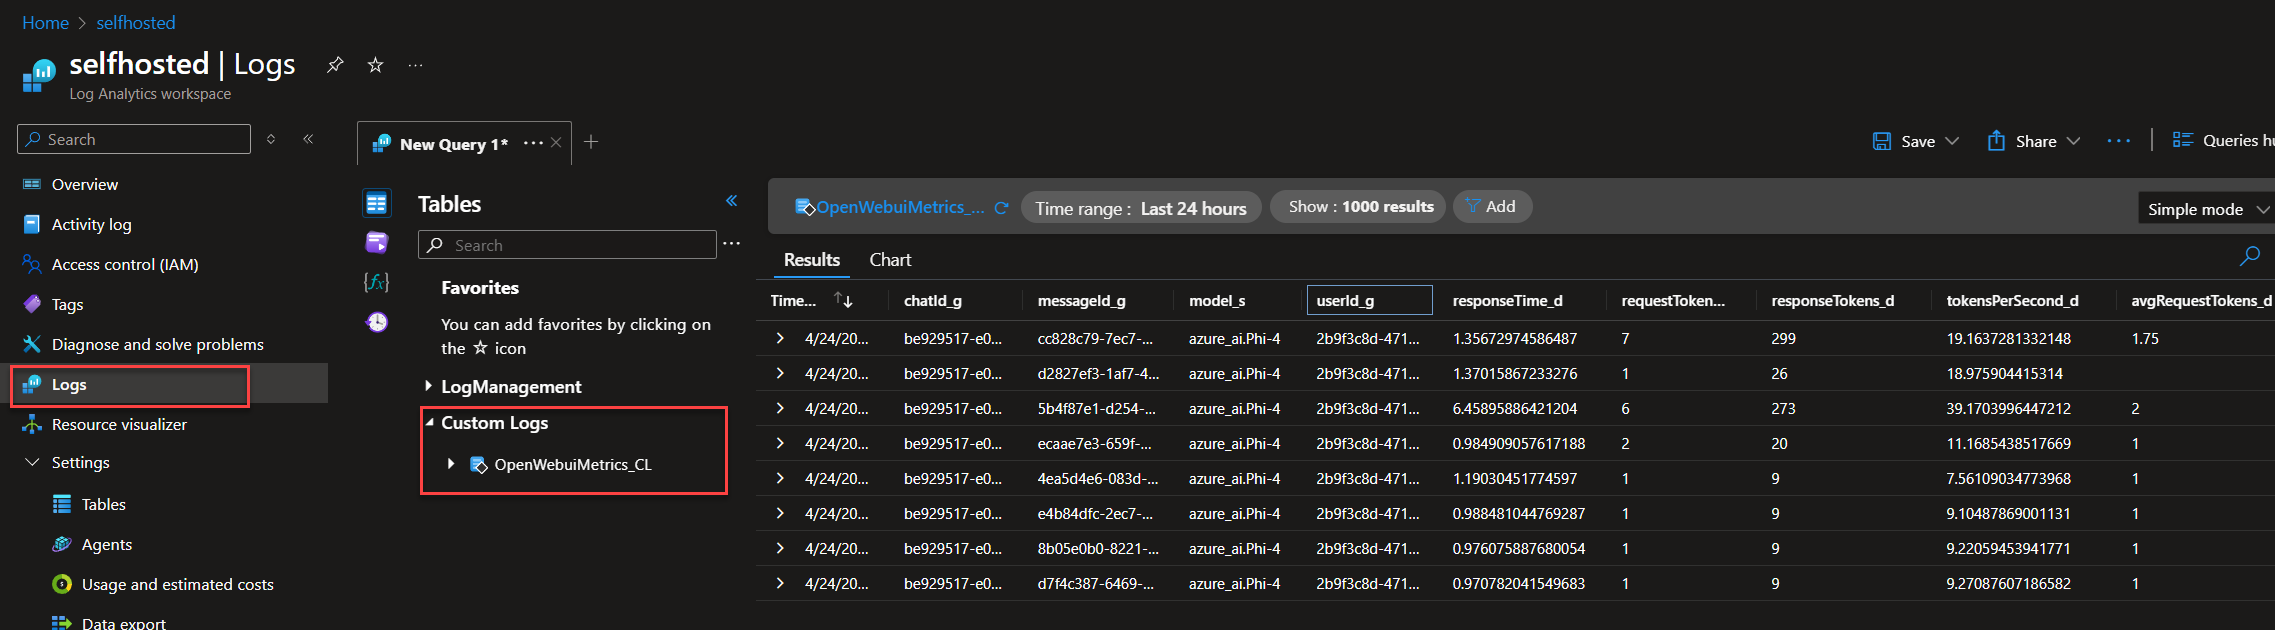 Home > selfhosted
selfhosted | Logs
Log Analytics workspace
Search
Overview
Activity log
Access control (IAM)
Tags
Diagnose and solve problems
Logs
Resource visualizer
Settings
Tables
Agents
Usage and estimated costs
Data export
New Query 1*
Save
Share
Queries hu
Tables
Search
Favorites
You can add favorites by clicking on
the ☆ icon
LogManagement
Custom Logs
OpenWebuiMetrics_CL
OpenWebuiMetrics_... Time range : Last 24 hours Show : 1000 results Add
Simple mode
Results Chart
Time... chatId_g messageId_g model_s userId_g responseTime_d requestToken... responseTokens_d tokensPerSecond_d avgRequestTokens_d
4/24/20... be929517-e0... cc828c79-7ec7-... azure_ai.Phi-4 2b9f3c8d-471... 1.35672974586487 7 299 19.1637281332148 1.75
4/24/20... be929517-e0... d2827ef3-1af7-4... azure_ai.Phi-4 2b9f3c8d-471... 1.37015867233276 1 26 18.975904415314
4/24/20... be929517-e0... 5b4f87e1-d254-... azure_ai.Phi-4 2b9f3c8d-471... 6.45895886421204 6 273 39.1703996447212 2
4/24/20... be929517-e0... ecaae7e3-659f-... azure_ai.Phi-4 2b9f3c8d-471... 0.984909057617188 2 20 11.1685438517669 1
4/24/20... be929517-e0... 4ea5d4e6-083d-... azure_ai.Phi-4 2b9f3c8d-471... 1.19030451774597 1 9 7.56109034773968 1
4/24/20... be929517-e0... e4b84dfc-2ec7-... azure_ai.Phi-4 2b9f3c8d-471... 0.988481044769287 1 9 9.10487869001131 1
4/24/20... be929517-e0... 8b05e0b0-8221-... azure_ai.Phi-4 2b9f3c8d-471... 0.976075887680054 1 9 9.22059453941771 1
4/24/20... be929517-e0... d7f4c387-6469-... azure_ai.Phi-4 2b9f3c8d-471... 0.970782041549683 1 9 9.27087607186582 1